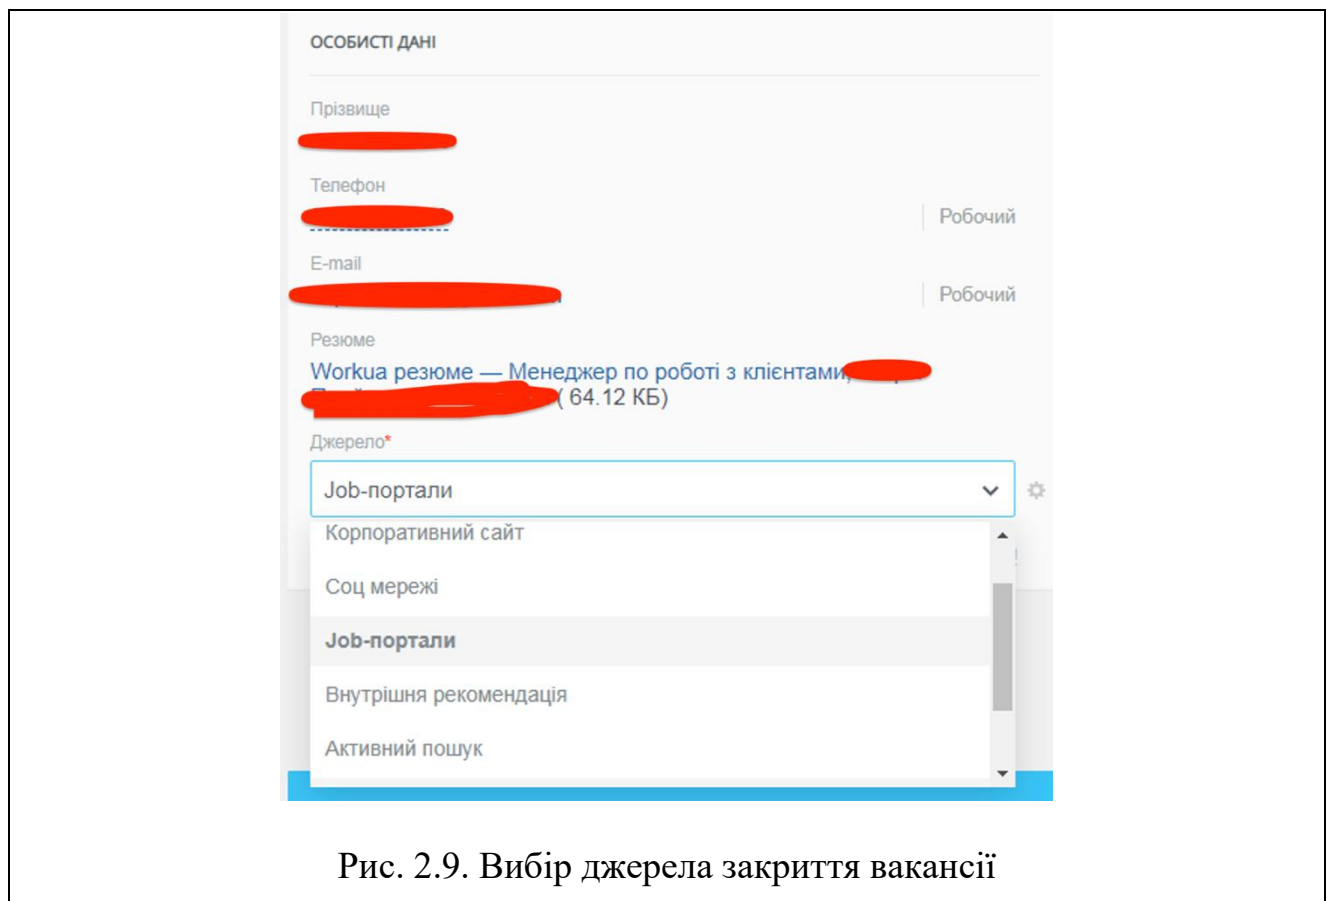 ОСОБИСТІ ДАНІ
Прізвище
Телефон
Робочий
E-mail
Робочий
Резюме
Workua резюме — Менеджер по роботі з клієнтами,
( 64.12 КБ)
Джерело*
Job-портали
Корпоративний сайт
Соц мережі
Job-портали
Внутрішня рекомендація
Активний пошук
Рис. 2.9. Вибір джерела закриття вакансії